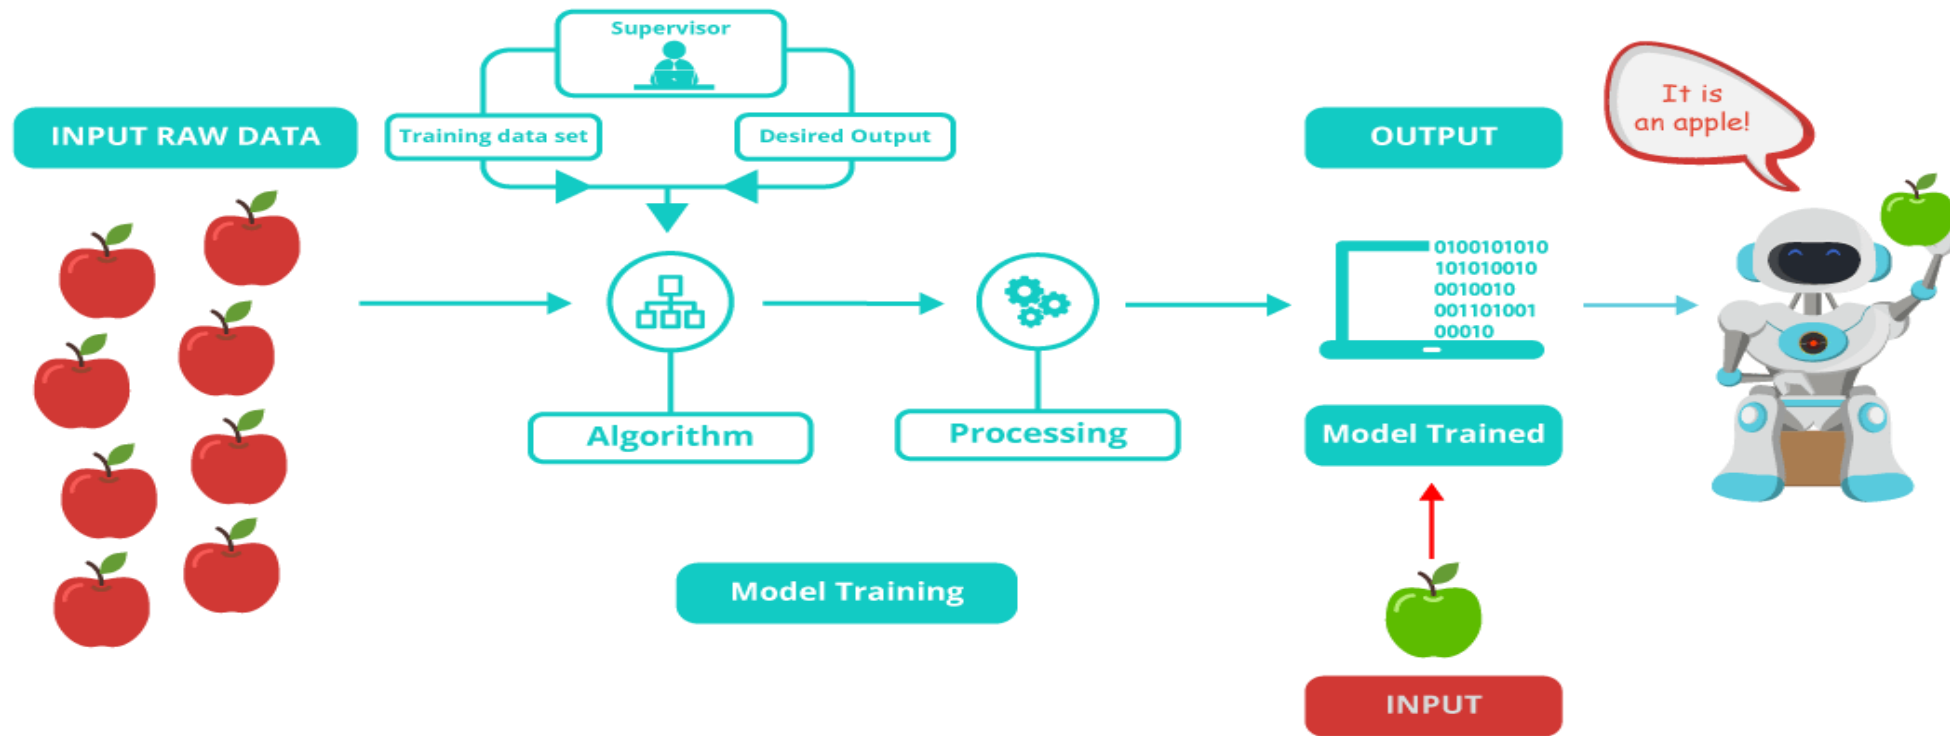 Supervisor
INPUT RAW DATA
Training data set
Desired Output
OUTPUT
It is
an apple!
0100101010
101010010
0010010
001101001
00010
Algorithm
Processing
Model Trained
Model Training
INPUT